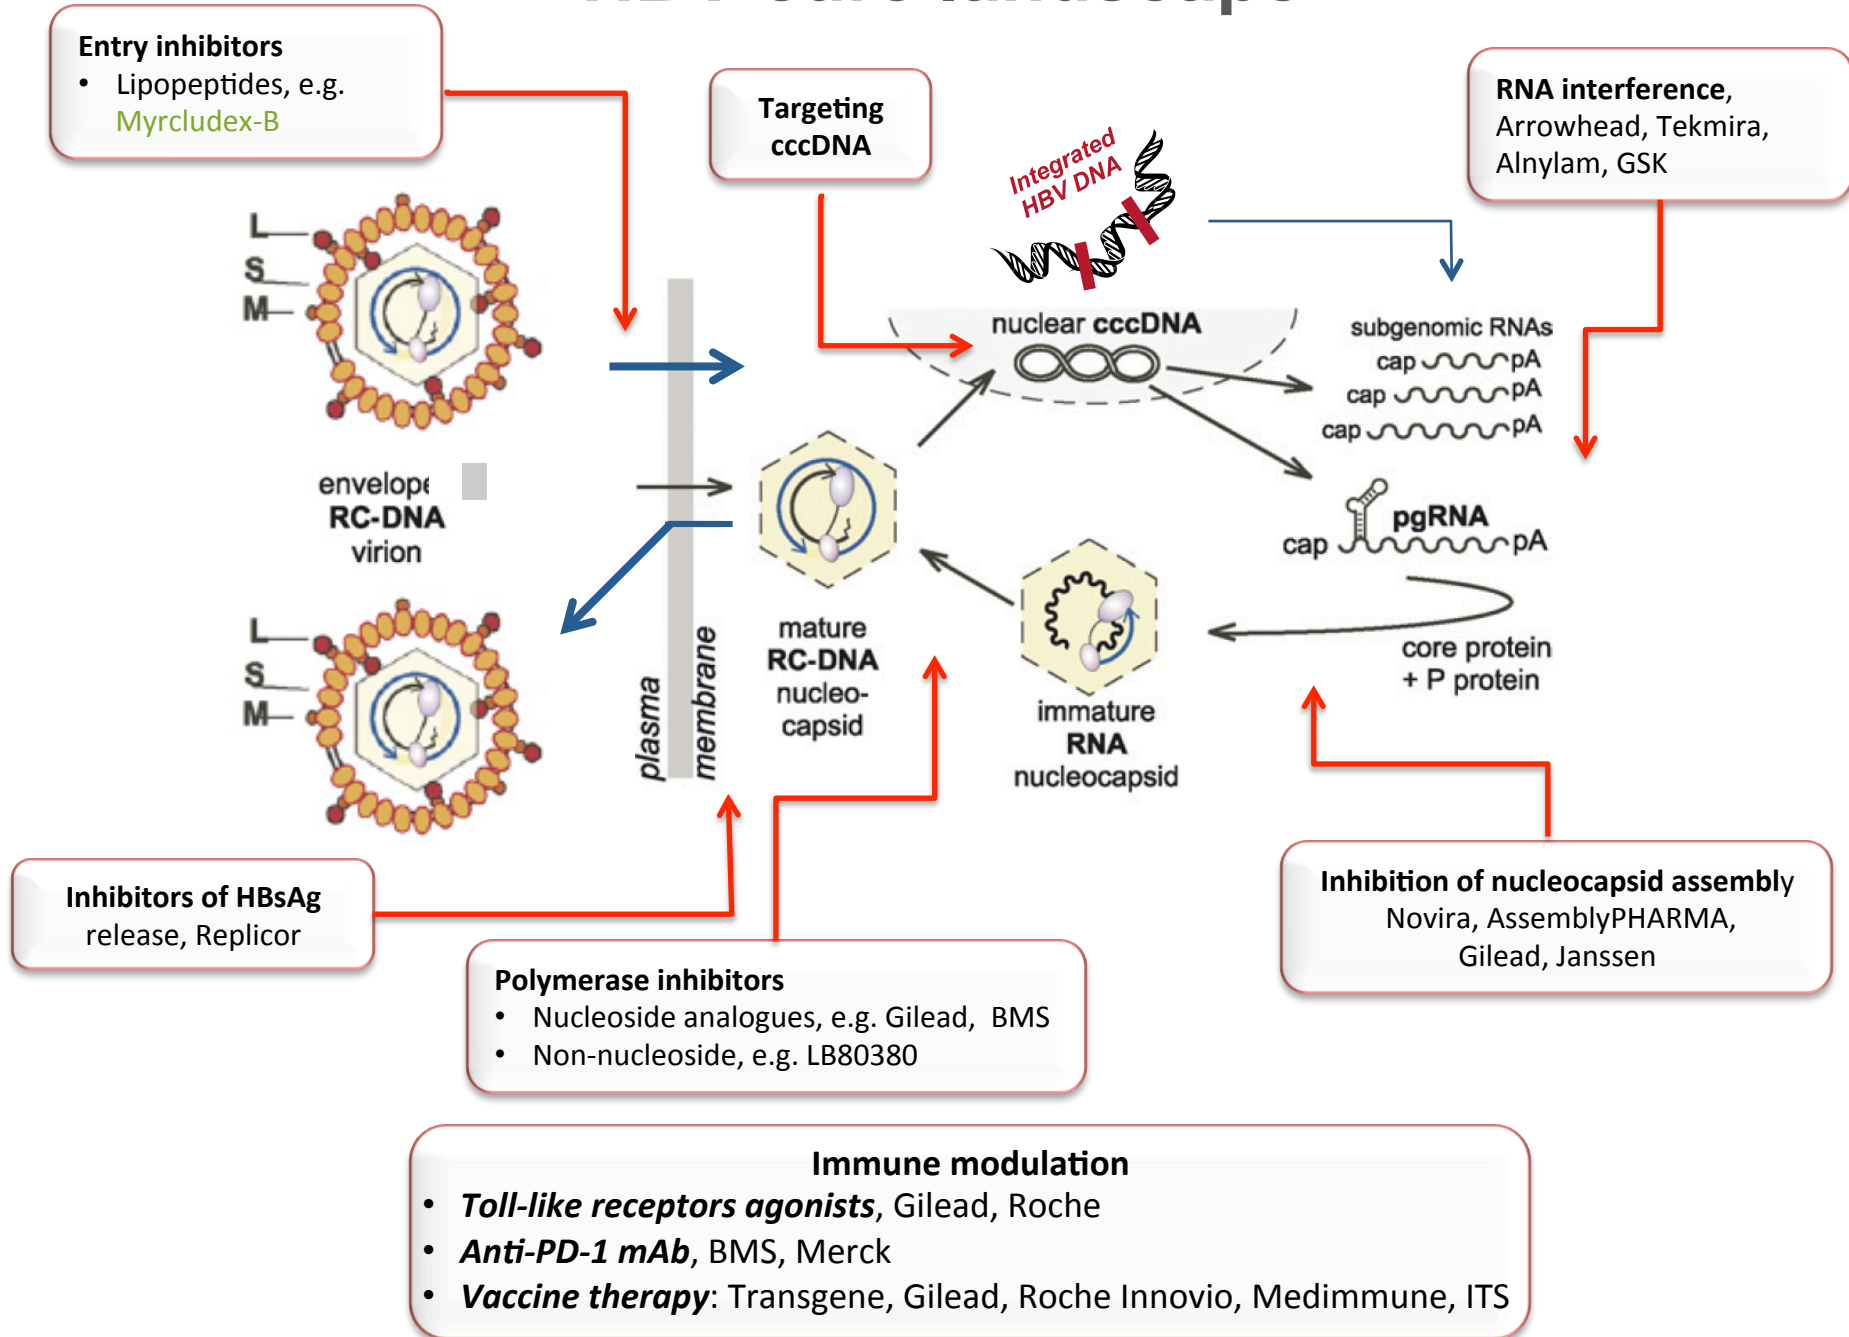 HBV cure landscape
Entry inhibitors
• Lipopeptides, e.g.
Myrcludex-B
Targeting
cccDNA
RNA interference,
Arrowhead, Tekmira,
Alnylam, GSK
Integrated
HBV DNA
L
S
M
nuclear cccDNA
subgenomic RNAs
cap pA
cap pA
cap pA
envelope
RC-DNA
virion
pgRNA
cap pA
L
S
M
plasma
membrane
mature
RC-DNA
nucleo-
capsid
immature
RNA
nucleocapsid
core protein
+ P protein
Inhibitors of HBsAg
release, Replicor
Polymerase inhibitors
• Nucleoside analogues, e.g. Gilead, BMS
• Non-nucleoside, e.g. LB80380
Inhibition of nucleocapsid assembly
Novira, AssemblyPHARMA,
Gilead, Janssen
Immune modulation
• Toll-like receptors agonists, Gilead, Roche
• Anti-PD-1 mAb, BMS, Merck
• Vaccine therapy: Transgene, Gilead, Roche Innovio, Medimmune, ITS